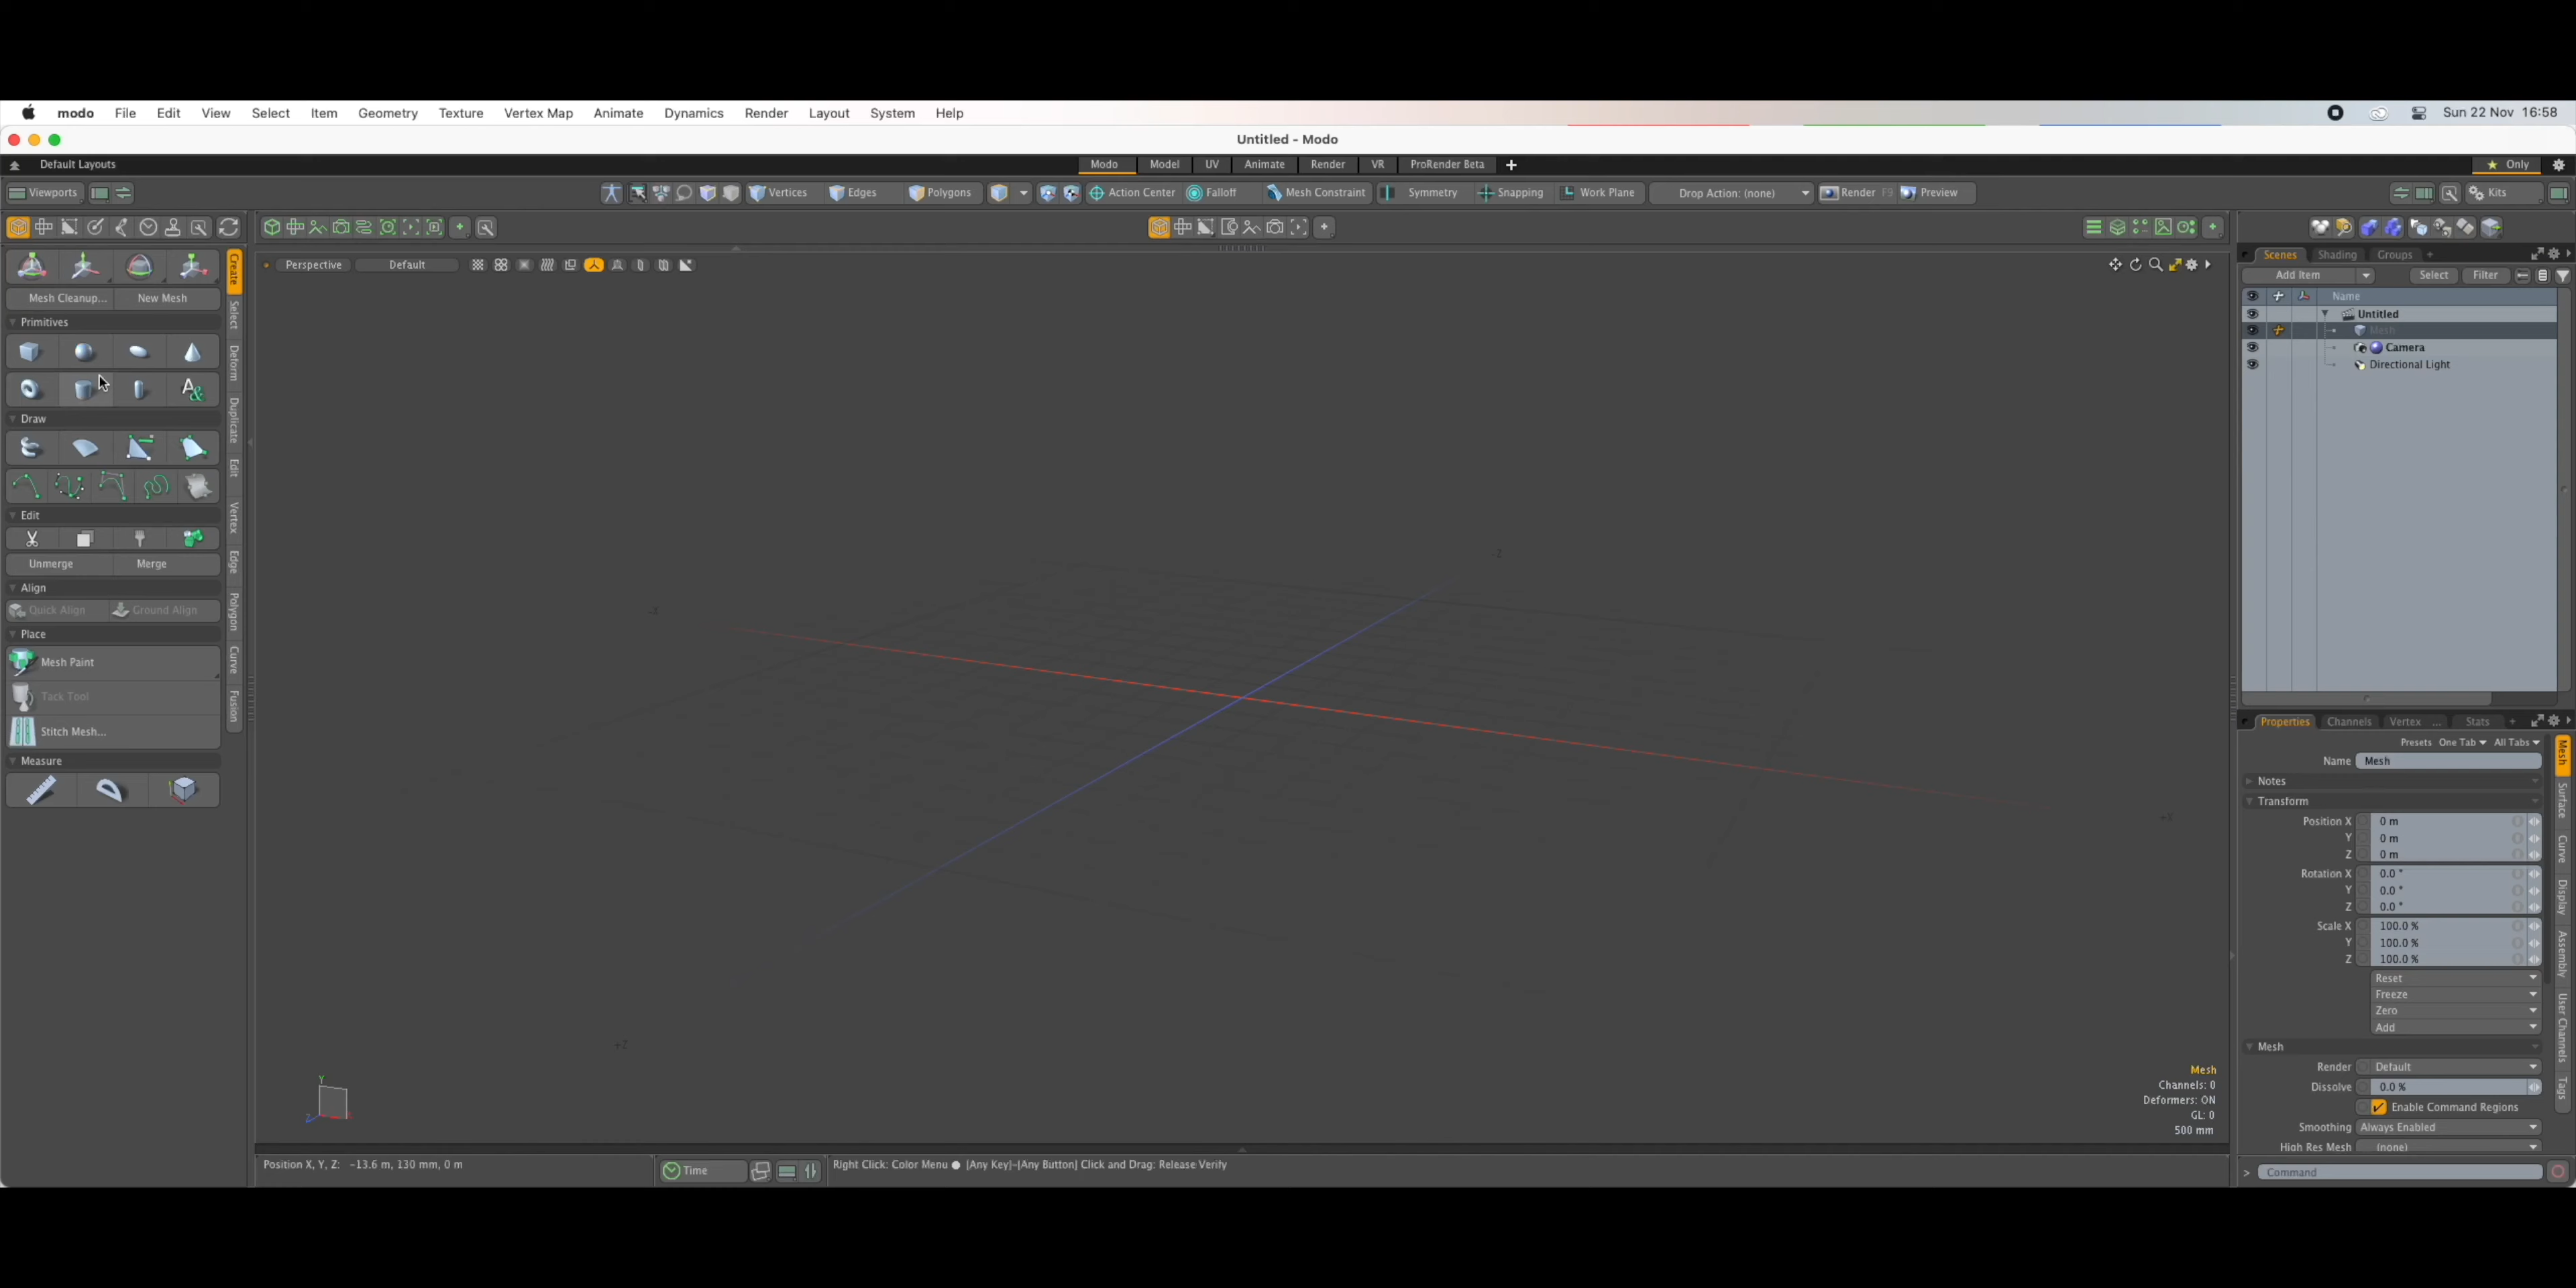 modo File Edit View Select Item Geometry Texture Vertex Map Animate Dynamics Render Layout System Help Sun 22 Nov 16:58
Untitled - Modo
Default Layouts Modo Model UV Animate Render VR ProRender Beta + Only
Viewports Vertices Edges Polygons Action Center Falloff Mesh Constraint Symmetry Snapping Work Plane Drop Action: (none) Render F9 Preview Kits
Perspective Default
Mesh Cleanup... New Mesh
Primitives
Draw
Edit
Unmerge Merge
Align
Quick Align Ground Align
Place
Mesh Paint
Tack Tool
Stitch Mesh...
Measure
Create
Select
Deform
Duplicate
Edit
Vertex
Edge
Polygon
Curve
Fusion
-Z
-X
+X
+Z
Y
Z
Mesh
Channels: 0
Deformers: ON
GL: 0
500 mm
Position X, Y, Z: -13.6 m, 130 mm, 0 m
Time
Right Click: Color Menu ● [Any Key]-[Any Button] Click and Drag: Release Verify
Scenes Shading Groups +
Add Item Select Filter
Name
Untitled
Mesh
Camera
Directional Light
Properties Channels Vertex ... Stats +
Presets One Tab All Tabs
Name Mesh
Notes
Transform
Position X 0 m
Y 0 m
Z 0 m
Rotation X 0.0 °
Y 0.0 °
Z 0.0 °
Scale X 100.0 %
Y 100.0 %
Z 100.0 %
Reset
Freeze
Zero
Add
Mesh
Render Default
Dissolve 0.0 %
Enable Command Regions
Smoothing Always Enabled
High Res Mesh (none)
Mesh
Surface
Curve
Display
Assembly
User Channels
Tags
> Command